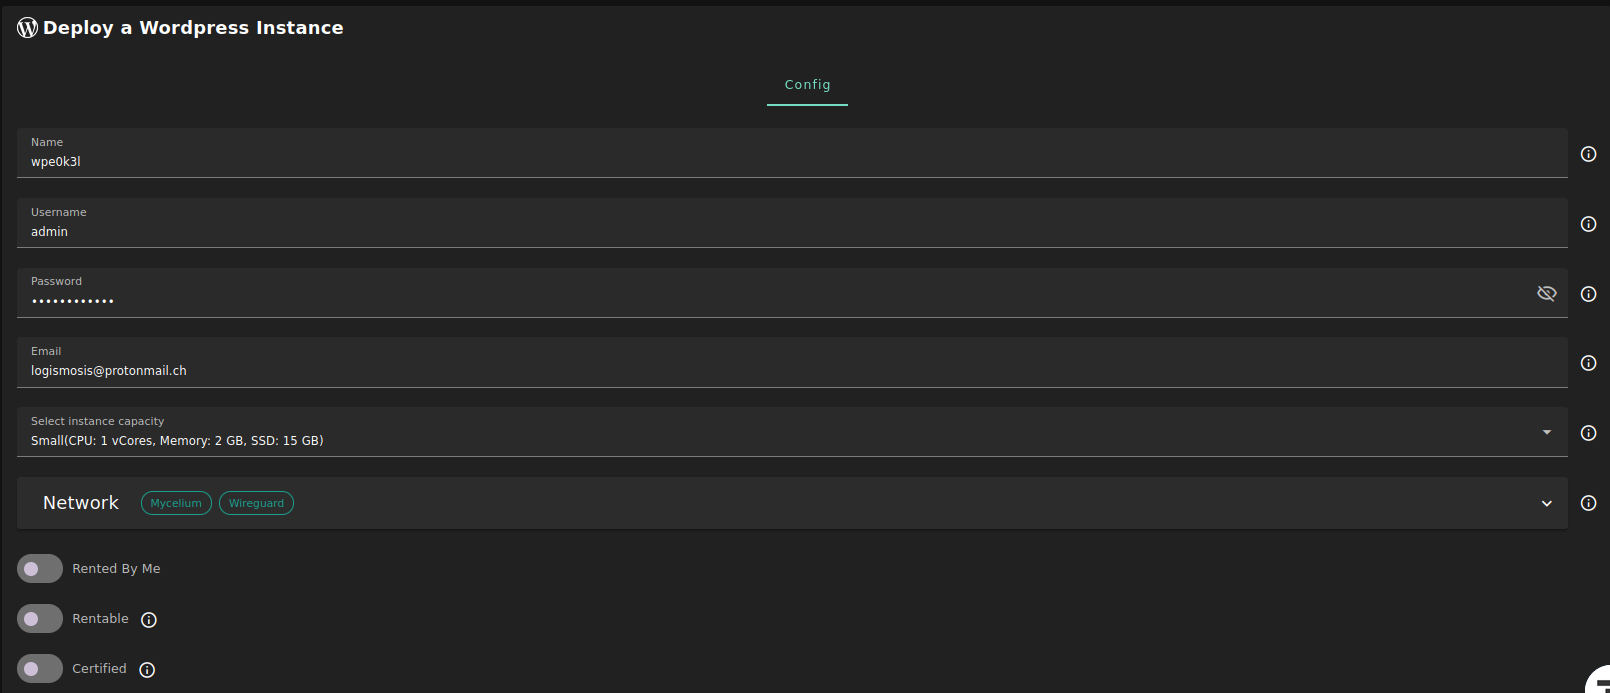 Deploy a Wordpress Instance
Config
Name
wpe0k3l
Username
admin
Password
••••••••••••
Email
logismosis@protonmail.ch
Select instance capacity
Small(CPU: 1 vCores, Memory: 2 GB, SSD: 15 GB)
Network Mycelium Wireguard
Rented By Me
Rentable
Certified